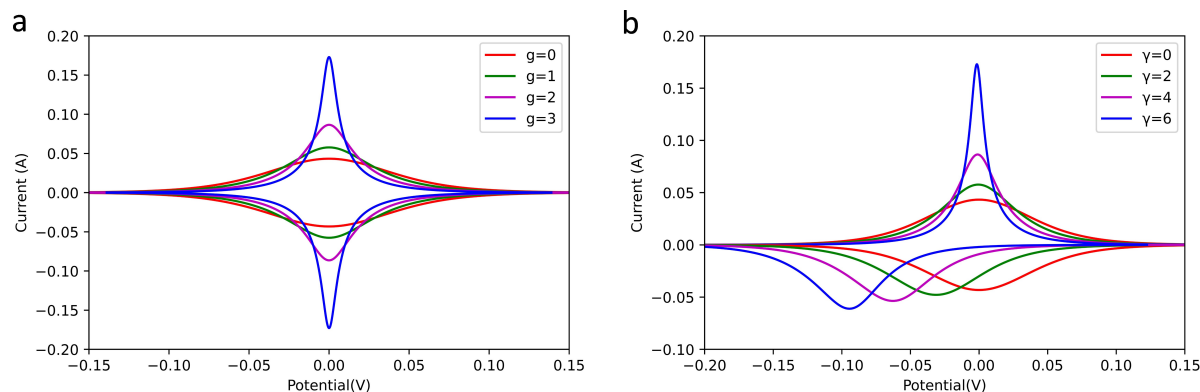 a
0.20
0.15
0.10
0.05
0.00
−0.05
−0.10
−0.15
−0.20
Current (A)
−0.15 −0.10 −0.05 0.00 0.05 0.10 0.15
Potential(V)
g=0
g=1
g=2
g=3
b
0.20
0.15
0.10
0.05
0.00
−0.05
−0.10
Current (A)
−0.20 −0.15 −0.10 −0.05 0.00 0.05 0.10 0.15
Potential(V)
γ=0
γ=2
γ=4
γ=6